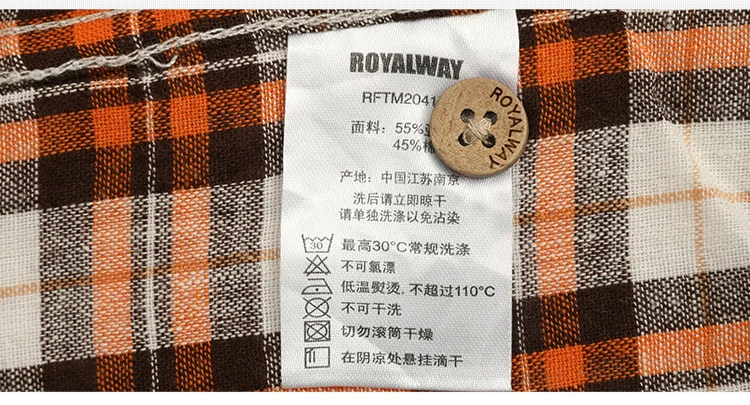 ROYALWAY
RFTM2041
ROYALWAY
面料: 55%
45%棉
产地: 中国江苏南京
洗后请立即晾干
请单独洗涤以免沾染
30
最高30°C常规洗涤
不可氯漂
低温熨烫, 不超过110°C
不可干洗
切勿滚筒干燥
在阴凉处悬挂滴干